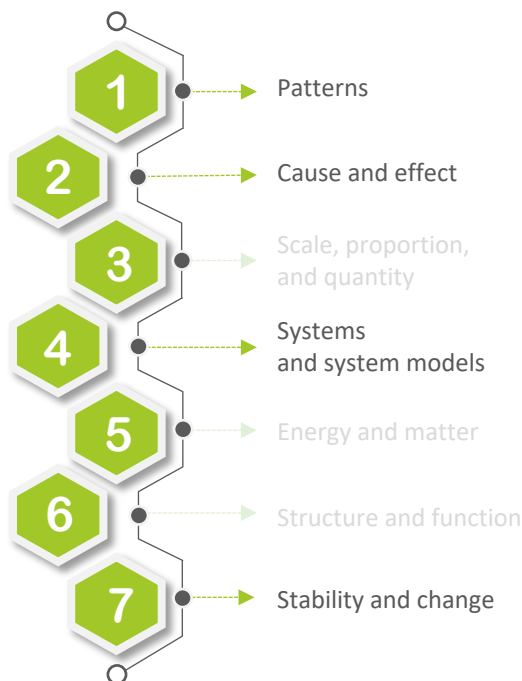 1
Patterns
2
Cause and effect
3
Scale, proportion,
and quantity
4
Systems
and system models
5
Energy and matter
6
Structure and function
7
Stability and change